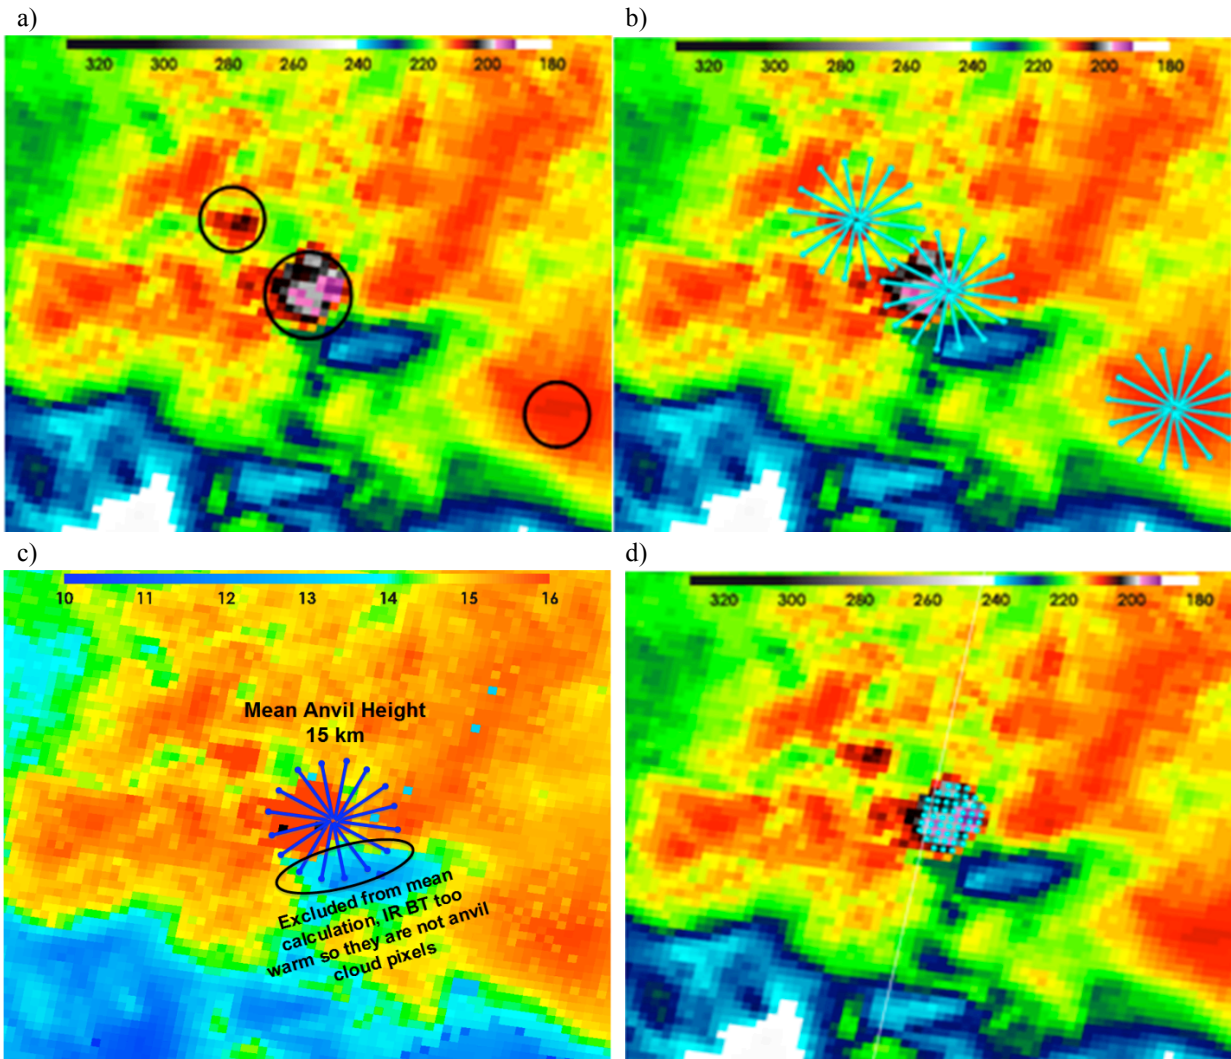 a)
320 300 280 260 240 220 200 180
b)
320 300 280 260 240 220 200 180
c)
10 11 12 13 14 15 16
Mean Anvil Height
15 km
Excluded from mean
calculation, IR BT too
warm so they are not anvil
cloud pixels
d)
320 300 280 260 240 220 200 180